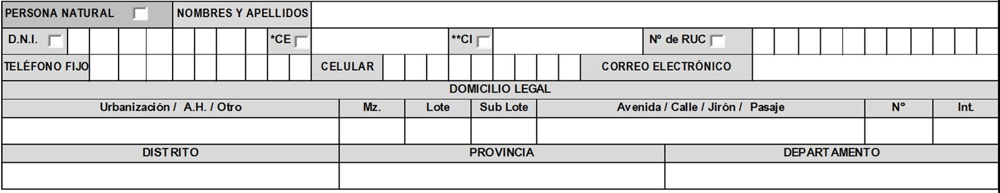 PERSONA NATURAL NOMBRES Y APELLIDOS
D.N.I. *CE **CI Nº de RUC
TELÉFONO FIJO CELULAR CORREO ELECTRÓNICO
DOMICILIO LEGAL
Urbanización / A.H. / Otro Mz. Lote Sub Lote Avenida / Calle / Jirón / Pasaje N° Int.
DISTRITO PROVINCIA DEPARTAMENTO